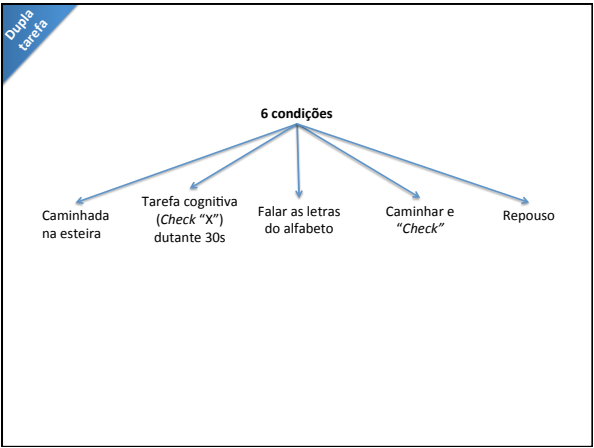 Dupla
tarefa
6 condições
Caminhada
na esteira
Tarefa cognitiva
(Check "X")
dutante 30s
Falar as letras
do alfabeto
Caminhar e
"Check"
Repouso